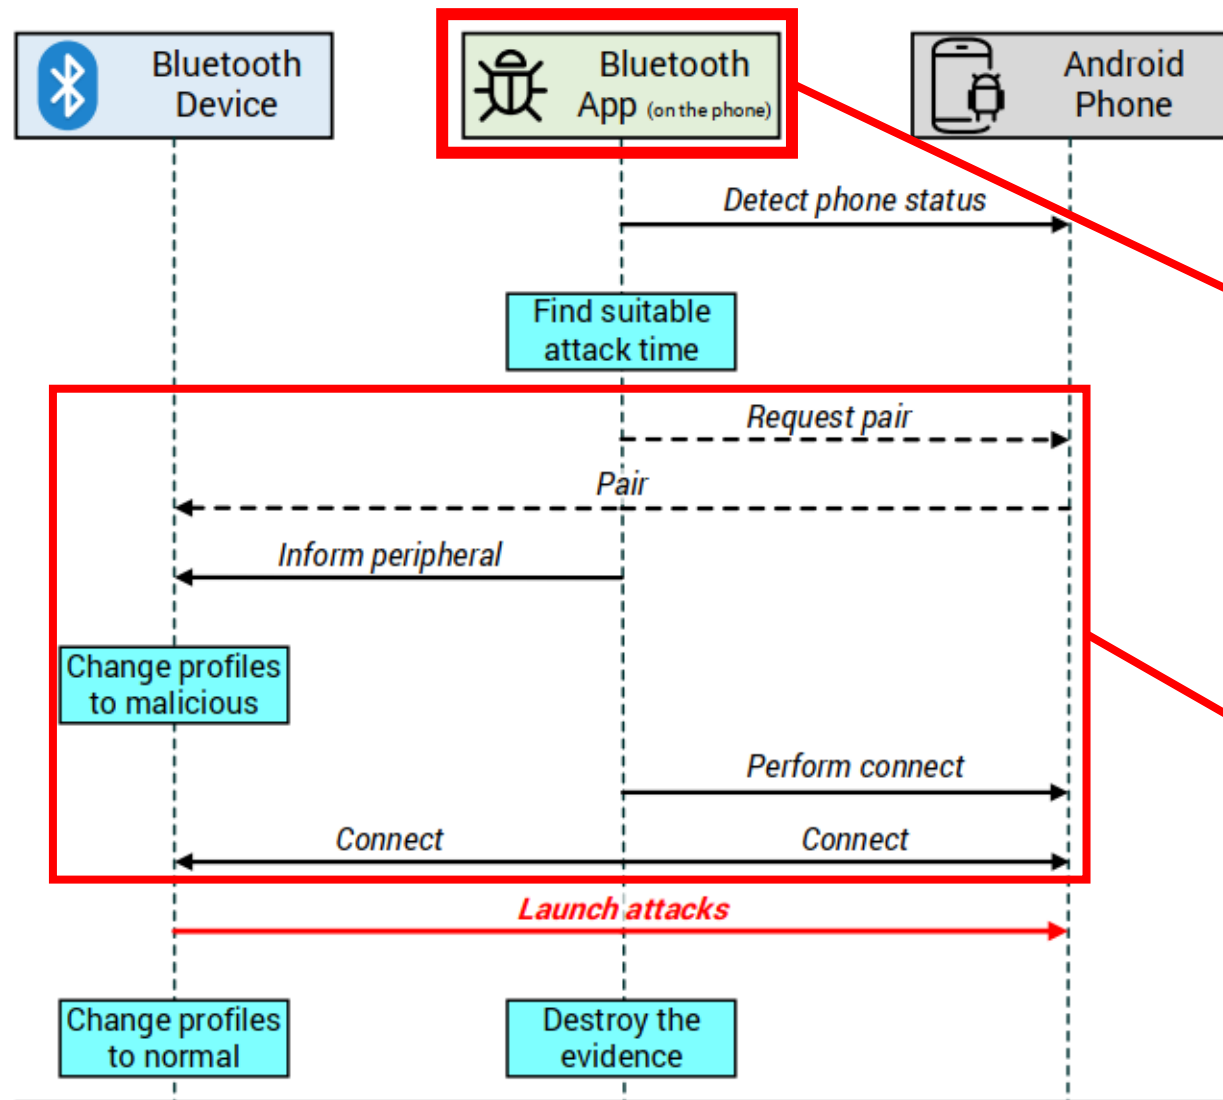 Bluetooth
Device
Bluetooth
App (on the phone)
Android
Phone
Detect phone status
Find suitable
attack time
Request pair
Pair
Inform peripheral
Change profiles
to malicious
Perform connect
Connect
Connect
Launch attacks
Change profiles
to normal
Destroy the
evidence